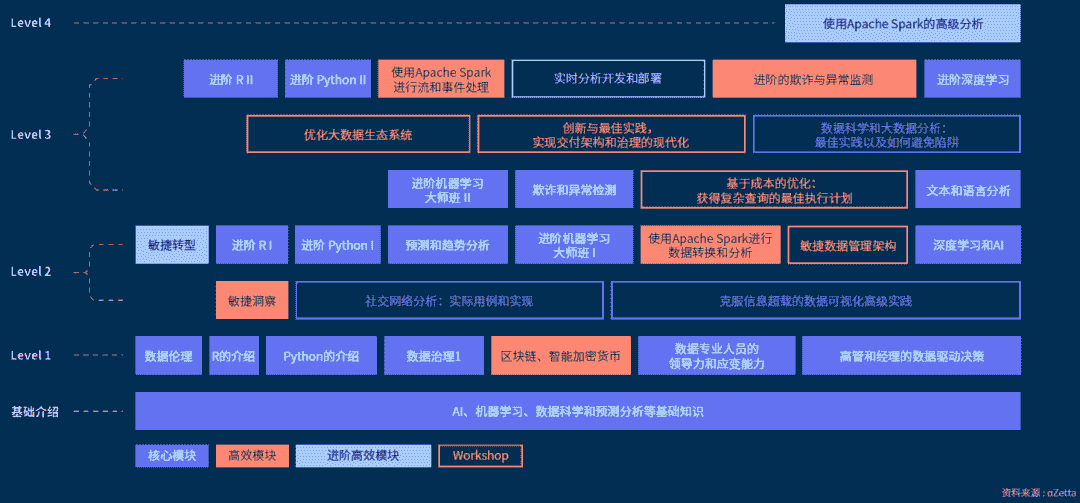 Level 4
使用Apache Spark的高级分析
进阶 R II
进阶 Python II
使用Apache Spark
进行流和事件处理
实时分析开发和部署
进阶的欺诈与异常监测
进阶深度学习
Level 3
优化大数据生态系统
创新与最佳实践，
实现交付架构和治理的现代化
数据科学和大数据分析：
最佳实践以及如何避免陷阱
进阶机器学习
大师班 II
欺诈和异常检测
基于成本的优化：
获得复杂查询的最佳执行计划
文本和语言分析
Level 2
敏捷转型
进阶 R I
进阶 Python I
预测和趋势分析
进阶机器学习
大师班 I
使用Apache Spark进行
数据转换和分析
敏捷数据管理架构
深度学习和AI
敏捷洞察
社交网络分析：实际用例和实现
克服信息超载的数据可视化高级实践
Level 1
数据伦理
R的介绍
Python的介绍
数据治理1
区块链、智能加密货币
数据专业人员的
领导力和应变能力
高管和经理的数据驱动决策
基础介绍
AI、机器学习、数据科学和预测分析等基础知识
核心模块
高效模块
进阶高效模块
Workshop
资料来源：αZetta